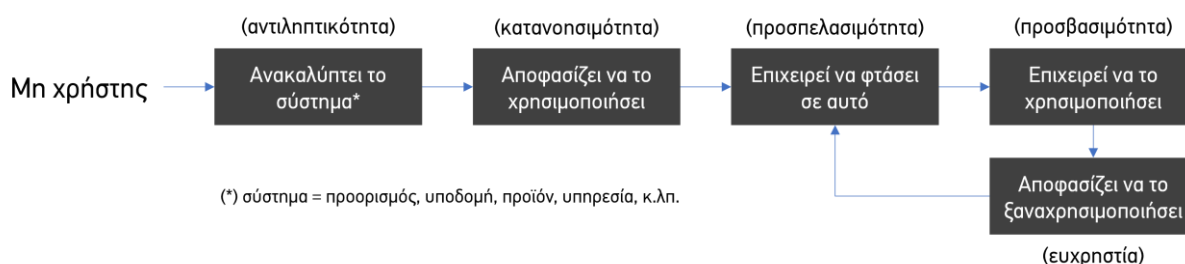 (αντιληπτικότητα)
(κατανοησιμότητα)
(προσπελασιμότητα)
(προσβασιμότητα)
Μη χρήστης
Ανακαλύπτει το
σύστημα*
Αποφασίζει να το
χρησιμοποιήσει
Επιχειρεί να φτάσει
σε αυτό
Επιχειρεί να το
χρησιμοποιήσει
Αποφασίζει να το
ξαναχρησιμοποιήσει
(ευχρηστία)
(*) σύστημα = προορισμός, υποδομή, προϊόν, υπηρεσία, κ.λπ.